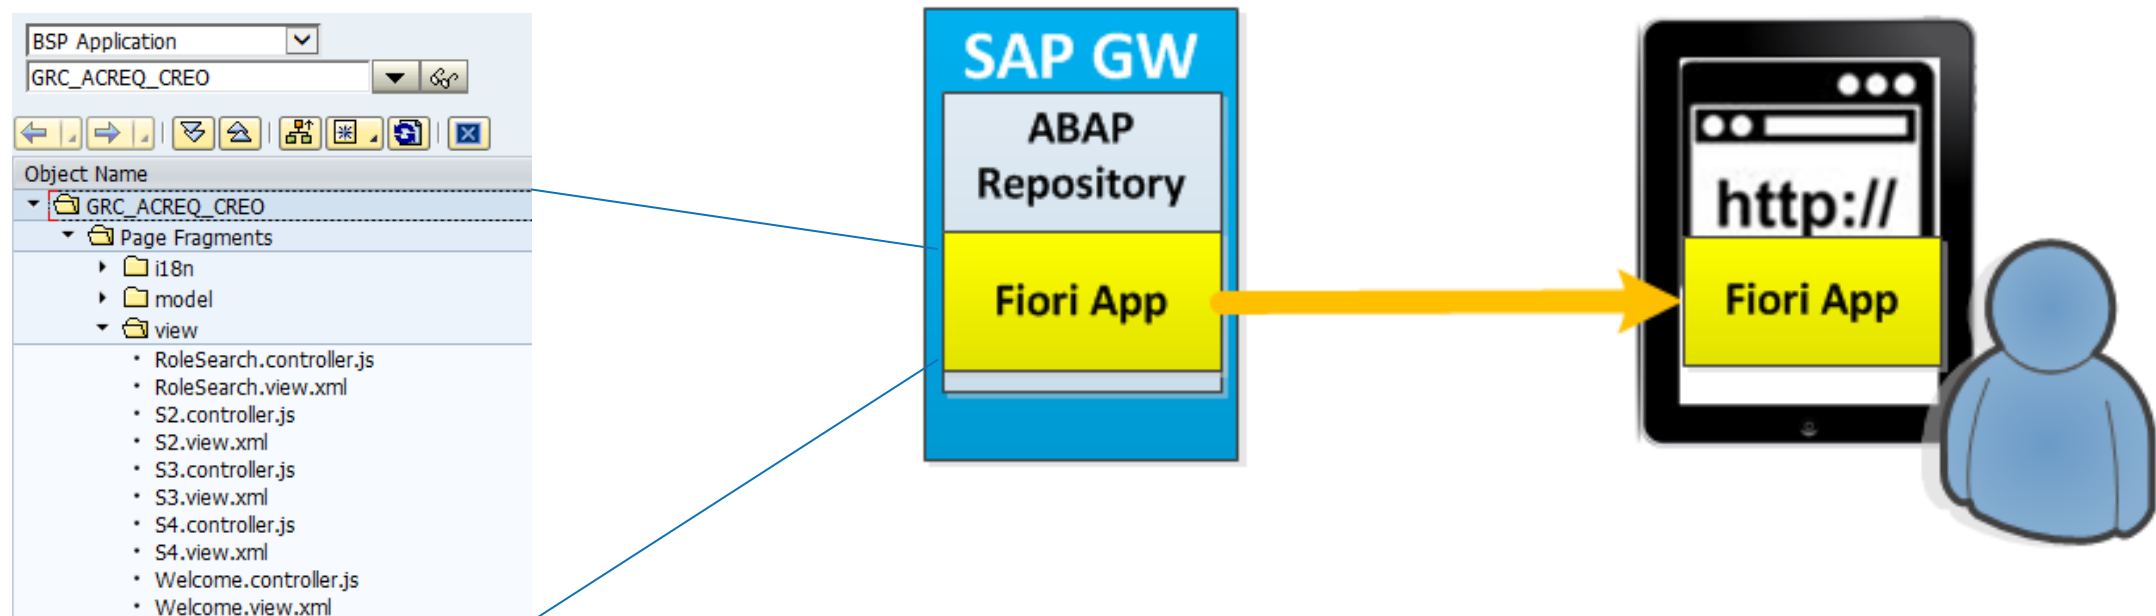 BSP Application
GRC_ACREQ_CREO
Object Name
GRC_ACREQ_CREO
Page Fragments
i18n
model
view
RoleSearch.controller.js
RoleSearch.view.xml
S2.controller.js
S2.view.xml
S3.controller.js
S3.view.xml
S4.controller.js
S4.view.xml
Welcome.controller.js
Welcome.view.xml
SAP GW
ABAP
Repository
Fiori App
http://
Fiori App